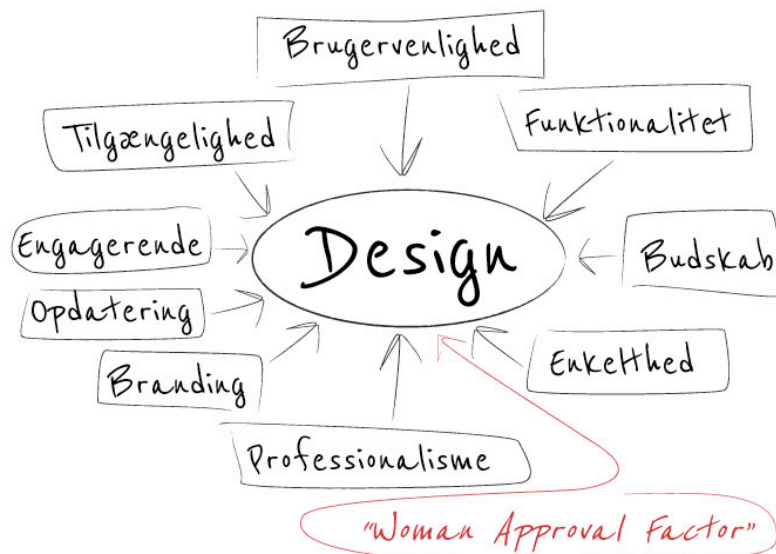 Brugervenlighed
Tilgængelighed
Funktionalitet
Engagerende
Design
Budskab
Opdatering
Branding
Enkelthed
Professionalisme
"Woman Approval Factor"